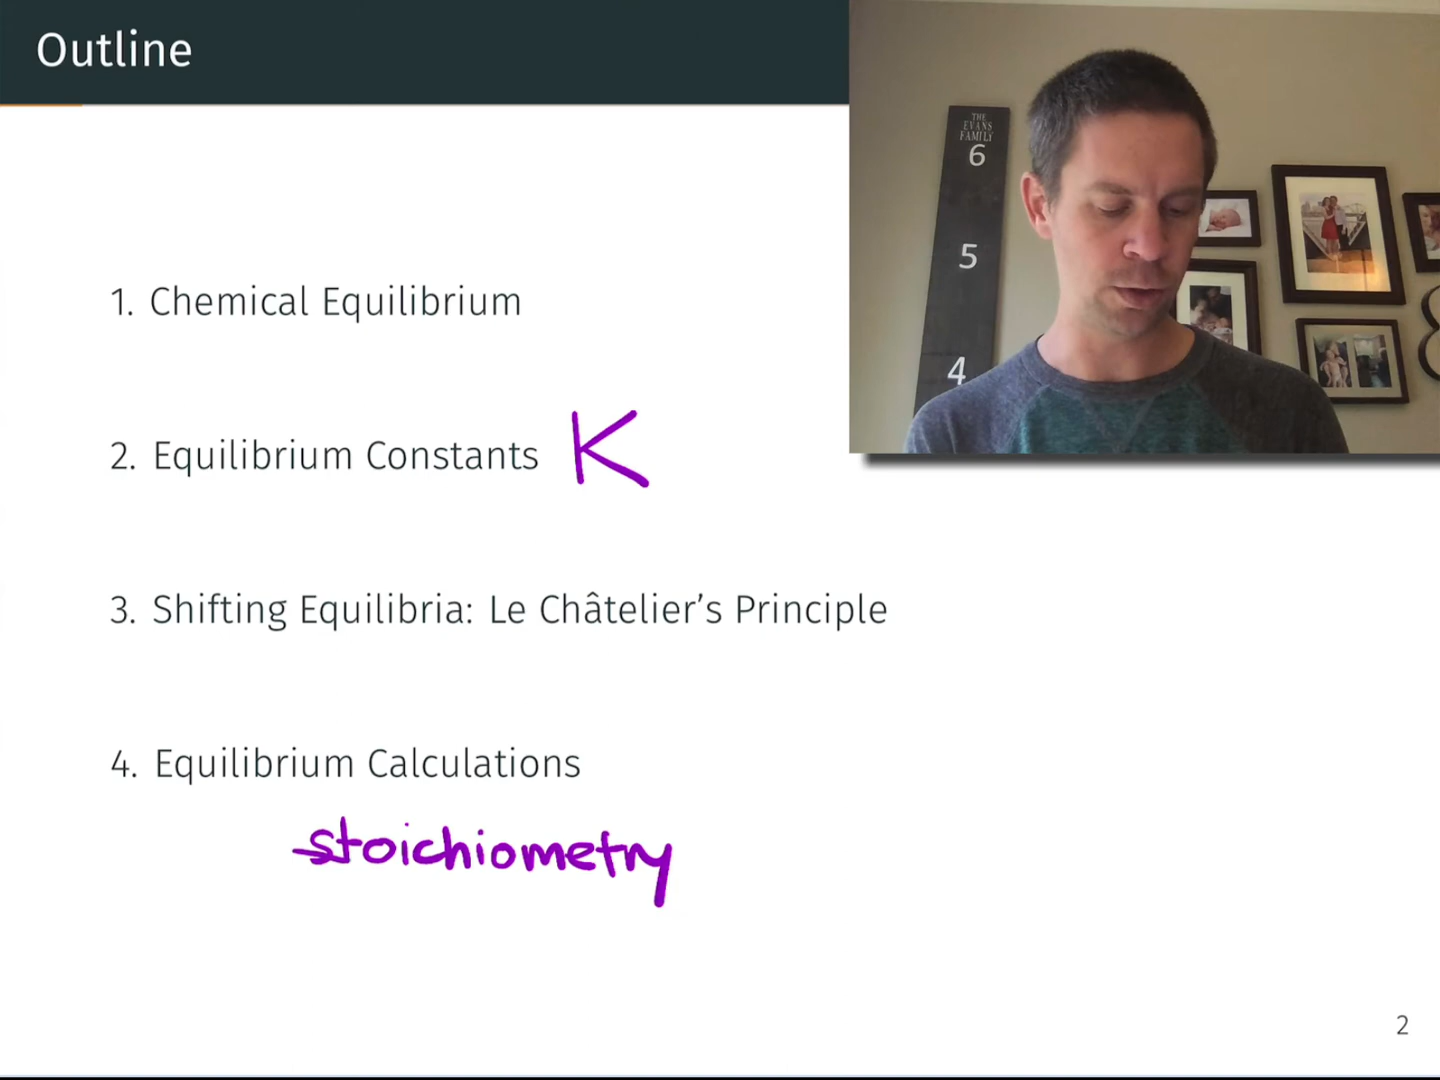 Outline
THE
EVANS
FAMILY
6
5
4
1. Chemical Equilibrium
2. Equilibrium Constants K
3. Shifting Equilibria: Le Châtelier’s Principle
4. Equilibrium Calculations
stoichiometry
2